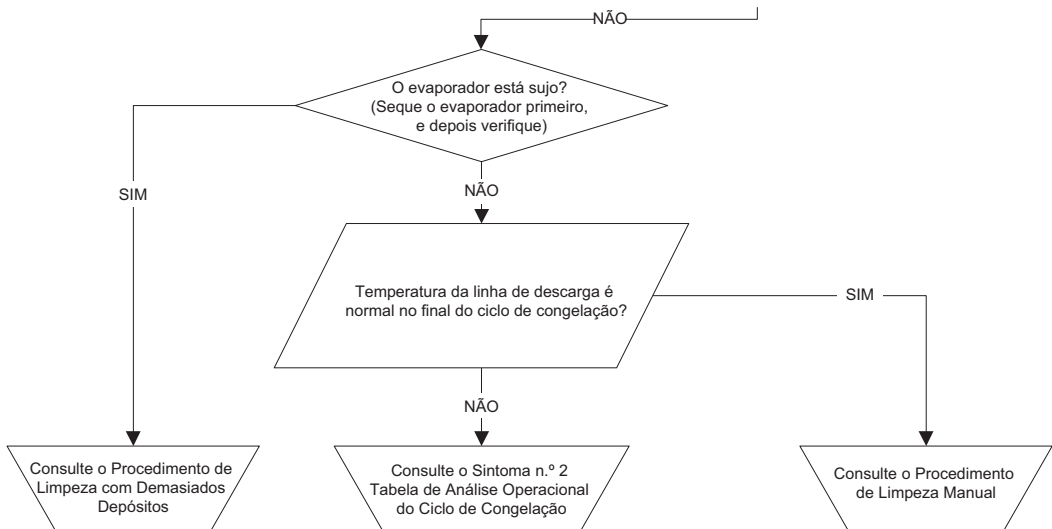 NÃO
O evaporador está sujo?
(Seque o evaporador primeiro,
e depois verifique)
SIM
NÃO
Temperatura da linha de descarga é
normal no final do ciclo de congelação?
SIM
NÃO
Consulte o Procedimento de
Limpeza com Demasiados
Depósitos
Consulte o Sintoma n.º 2
Tabela de Análise Operacional
do Ciclo de Congelação
Consulte o Procedimento
de Limpeza Manual